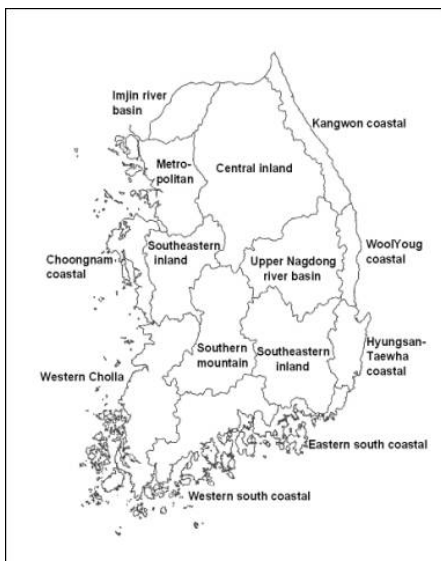 Imjin river
basin
Kangwon coastal
Metro-
politan
Central inland
Choongnam
coastal
Southeastern
inland
Upper Nagdong
river basin
WoolYoug
coastal
Western Cholla
Southern
mountain
Southeastern
inland
Hyungsan-
Taewha
coastal
Eastern south coastal
Western south coastal